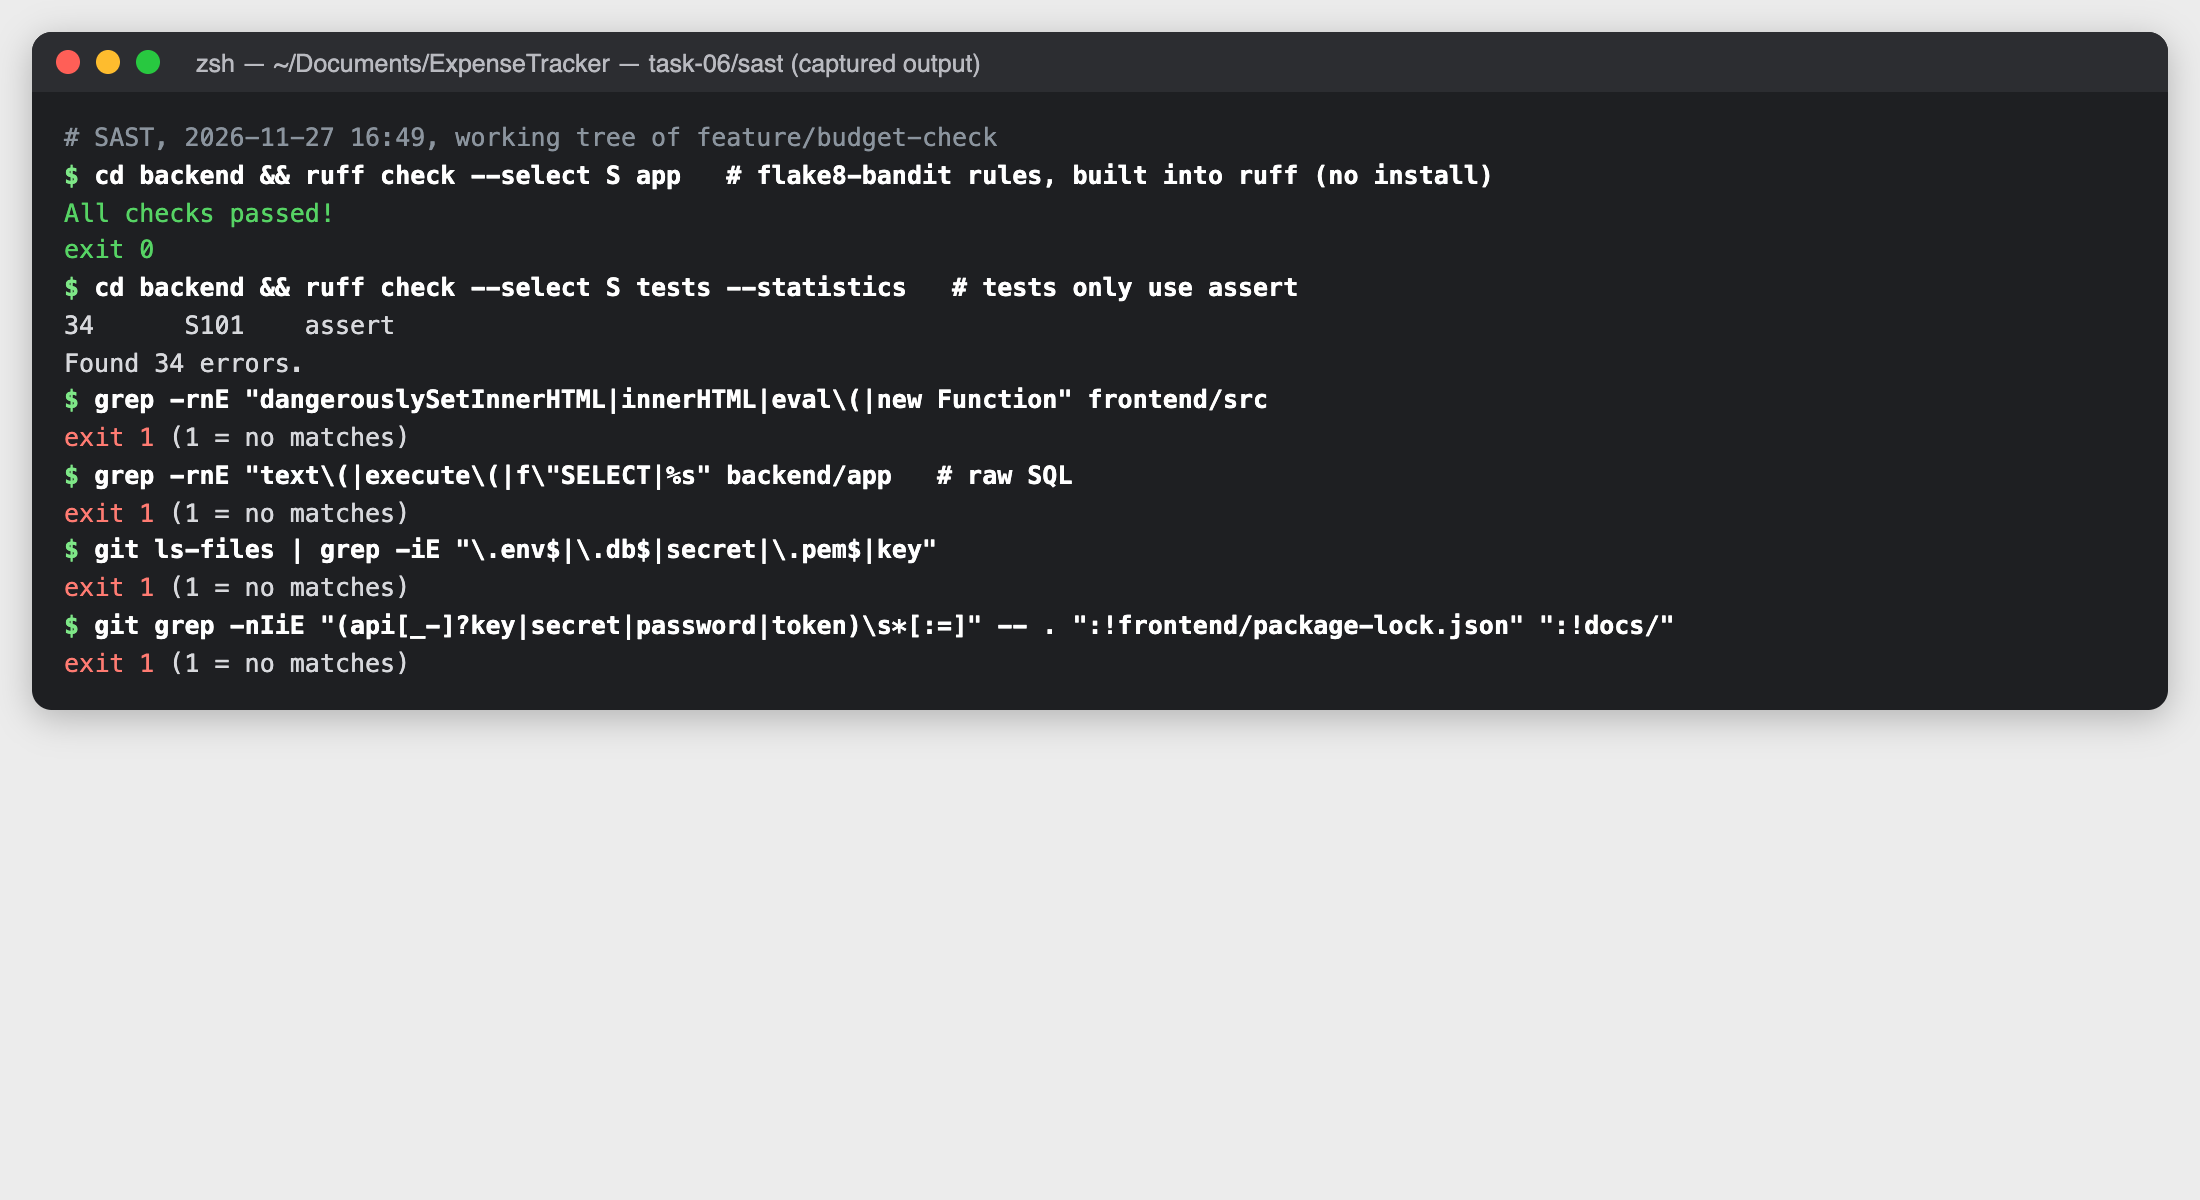 zsh — ~/Documents/ExpenseTracker — task-06/sast (captured output)
# SAST, 2026-11-27 16:49, working tree of feature/budget-check
$ cd backend && ruff check --select S app   # flake8-bandit rules, built into ruff (no install)
All checks passed!
exit 0
$ cd backend && ruff check --select S tests --statistics   # tests only use assert
34      S101    assert
Found 34 errors.
$ grep -rnE "dangerouslySetInnerHTML|innerHTML|eval\(|new Function" frontend/src
exit 1 (1 = no matches)
$ grep -rnE "text\(|execute\(|f\"SELECT|%s" backend/app   # raw SQL
exit 1 (1 = no matches)
$ git ls-files | grep -iE "\.env$|\.db$|secret|\.pem$|key"
exit 1 (1 = no matches)
$ git grep -nIiE "(api[_-]?key|secret|password|token)\s*[:=]" -- . ":!frontend/package-lock.json" ":!docs/"
exit 1 (1 = no matches)